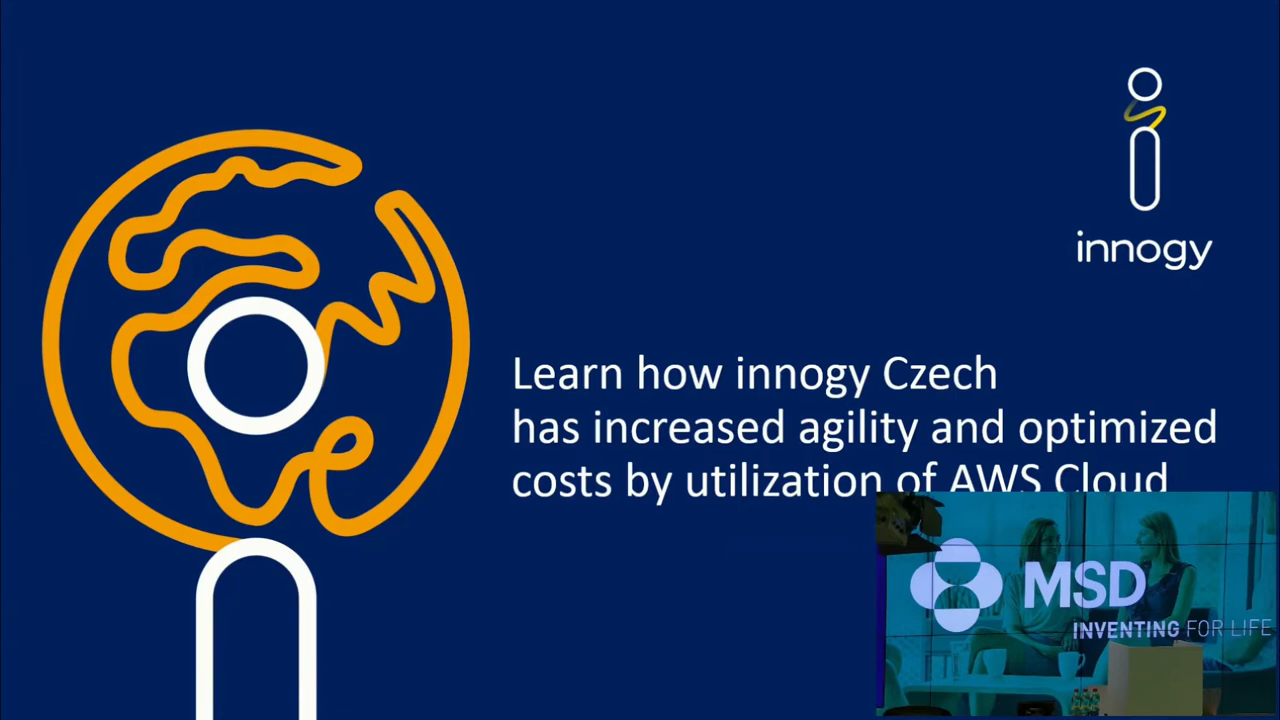 innogy
Learn how innogy Czech
has increased agility and optimized
costs by utilization of AWS Cloud
MSD
INVENTING FOR LIFE